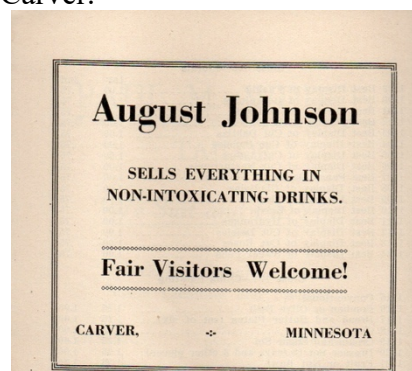 Carver.
August Johnson
SELLS EVERYTHING IN
NON-INTOXICATING DRINKS.
Fair Visitors Welcome!
CARVER, MINNESOTA